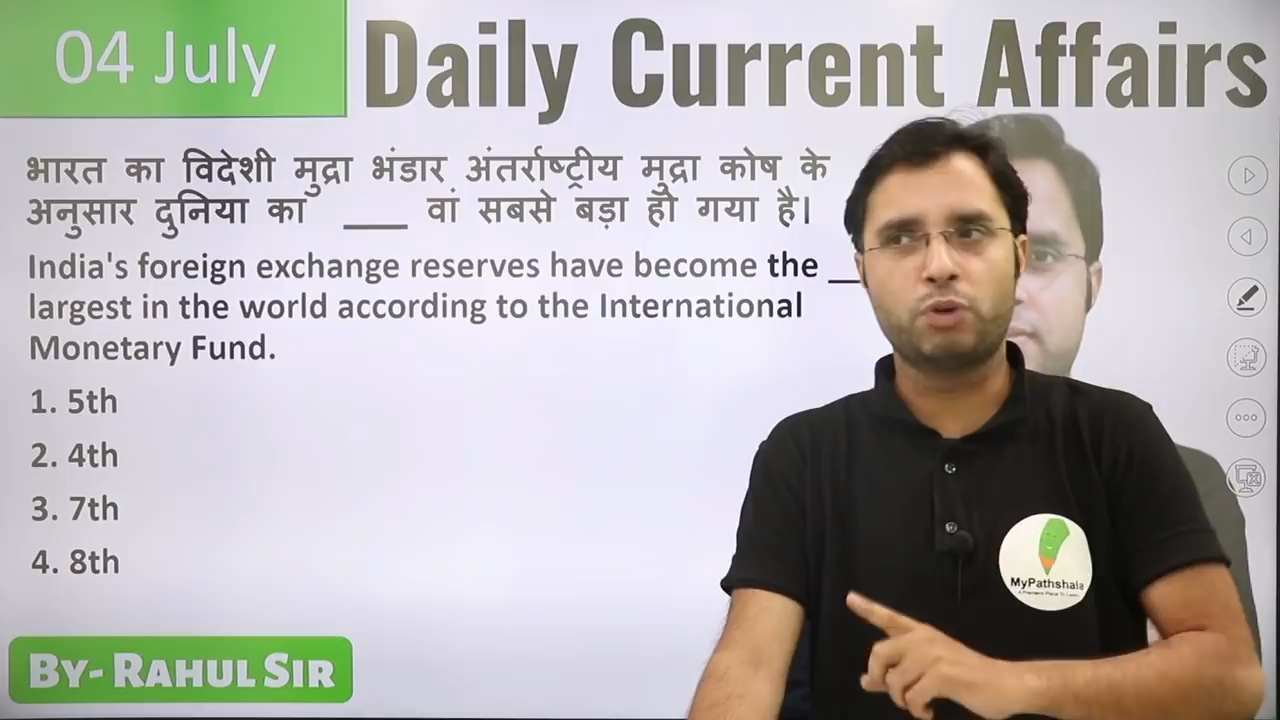 04 July
Daily Current Affairs
भारत का विदेशी मुद्रा भंडार अंतर्राष्ट्रीय मुद्रा कोष के
अनुसार दुनिया का ____ वां सबसे बड़ा हो गया है।
India's foreign exchange reserves have become the __
largest in the world according to the International
Monetary Fund.
1. 5th
2. 4th
3. 7th
4. 8th
MyPathshala
By- Rahul Sir